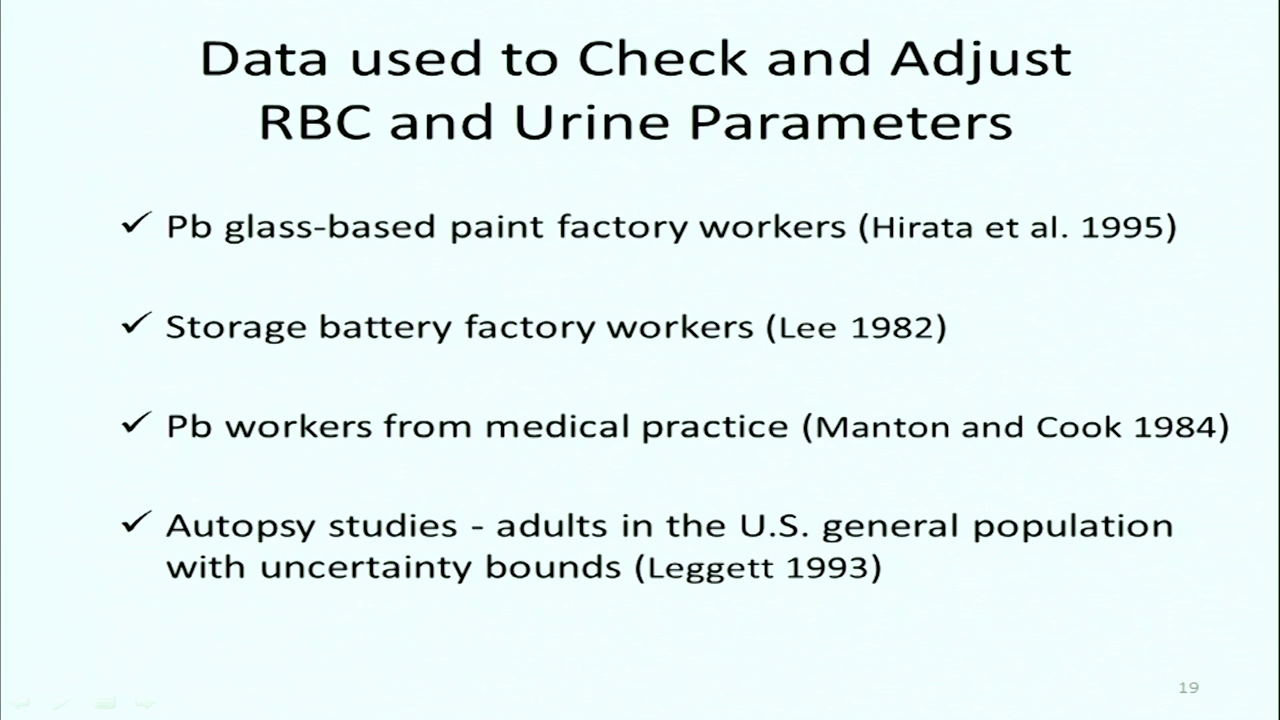 Data used to Check and Adjust
RBC and Urine Parameters
✓ Pb glass-based paint factory workers (Hirata et al. 1995)
✓ Storage battery factory workers (Lee 1982)
✓ Pb workers from medical practice (Manton and Cook 1984)
✓ Autopsy studies - adults in the U.S. general population
with uncertainty bounds (Leggett 1993)
19